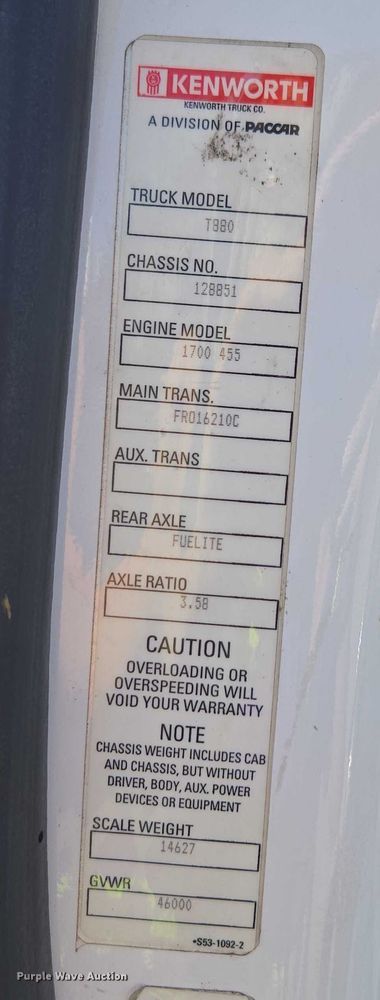 KENWORTH
KENWORTH TRUCK CO.
A DIVISION OF PACCAR
TRUCK MODEL
T880
CHASSIS NO.
128851
ENGINE MODEL
1700 455
MAIN TRANS.
FRO16210C
AUX. TRANS
REAR AXLE
FUELITE
AXLE RATIO
3.58
CAUTION
OVERLOADING OR
OVERSPEEDING WILL
VOID YOUR WARRANTY
NOTE
CHASSIS WEIGHT INCLUDES CAB
AND CHASSIS, BUT WITHOUT
DRIVER, BODY, AUX. POWER
DEVICES OR EQUIPMENT
SCALE WEIGHT
14627
GVWR
46000
*S53-1092-2
Purple Wave Auction